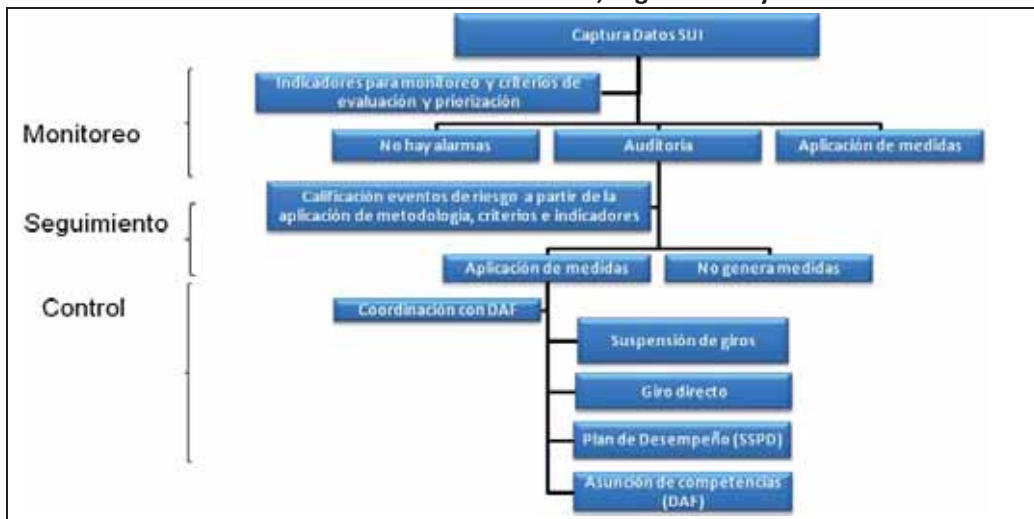 Captura Datos SUI
Indicadores para monitoreo y criterios de
evaluación y priorización
Monitoreo
No hay alarmas
Auditoria
Aplicación de medidas
Calificación eventos de riesgo a partir de la
aplicación de metodología, criterios e indicadores
Seguimiento
Aplicación de medidas
No genera medidas
Control
Coordinación con DAF
Suspensión de giros
Giro directo
Plan de Desempeño (SSPD)
Asunción de competencias
(DAF)